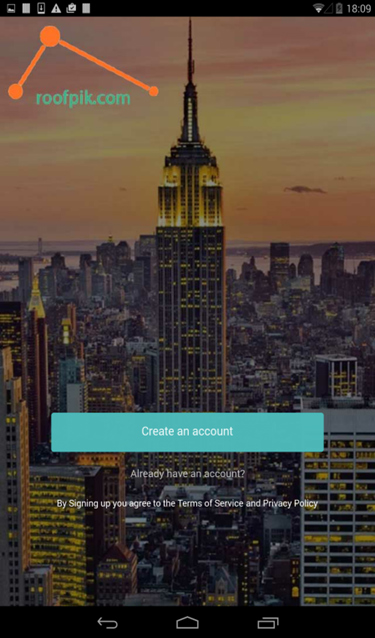 18:09
roofpik.com
Create an account
Already have an account?
By Signing up you agree to the Terms of Service and Privacy Policy